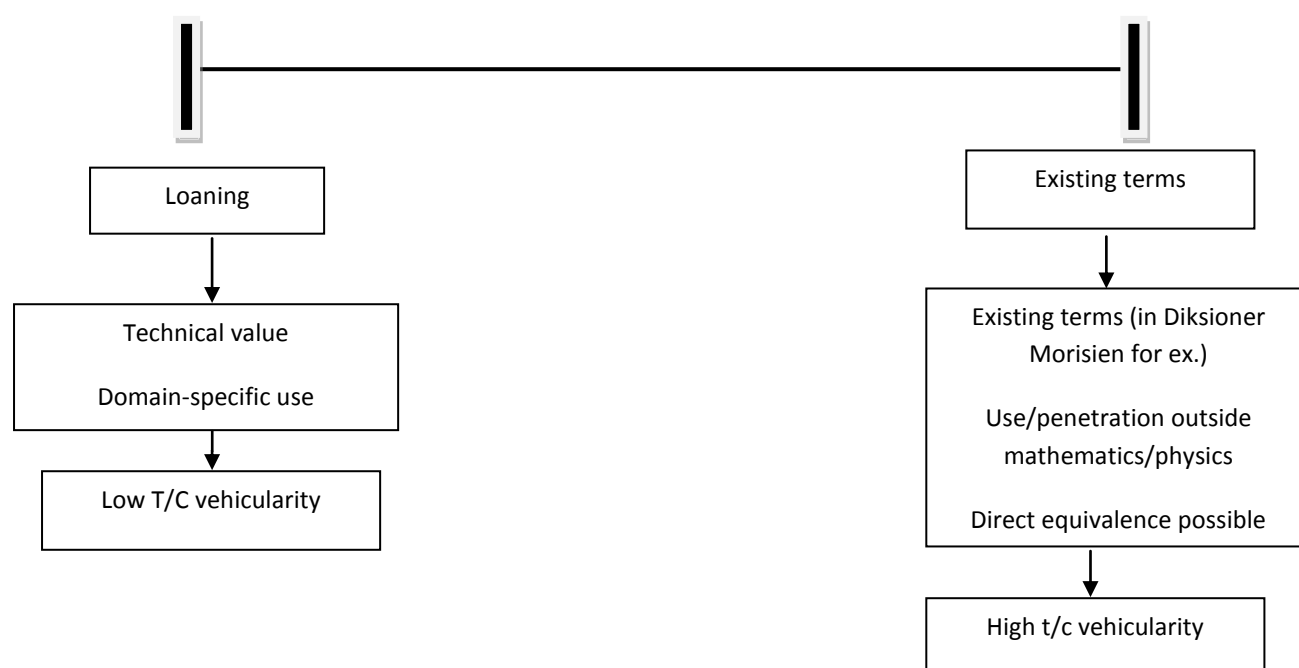 Loaning
Technical value
Domain-specific use
Low T/C vehicularity
Existing terms
Existing terms (in Diksioner
Morisien for ex.)
Use/penetration outside
mathematics/physics
Direct equivalence possible
High t/c vehicularity